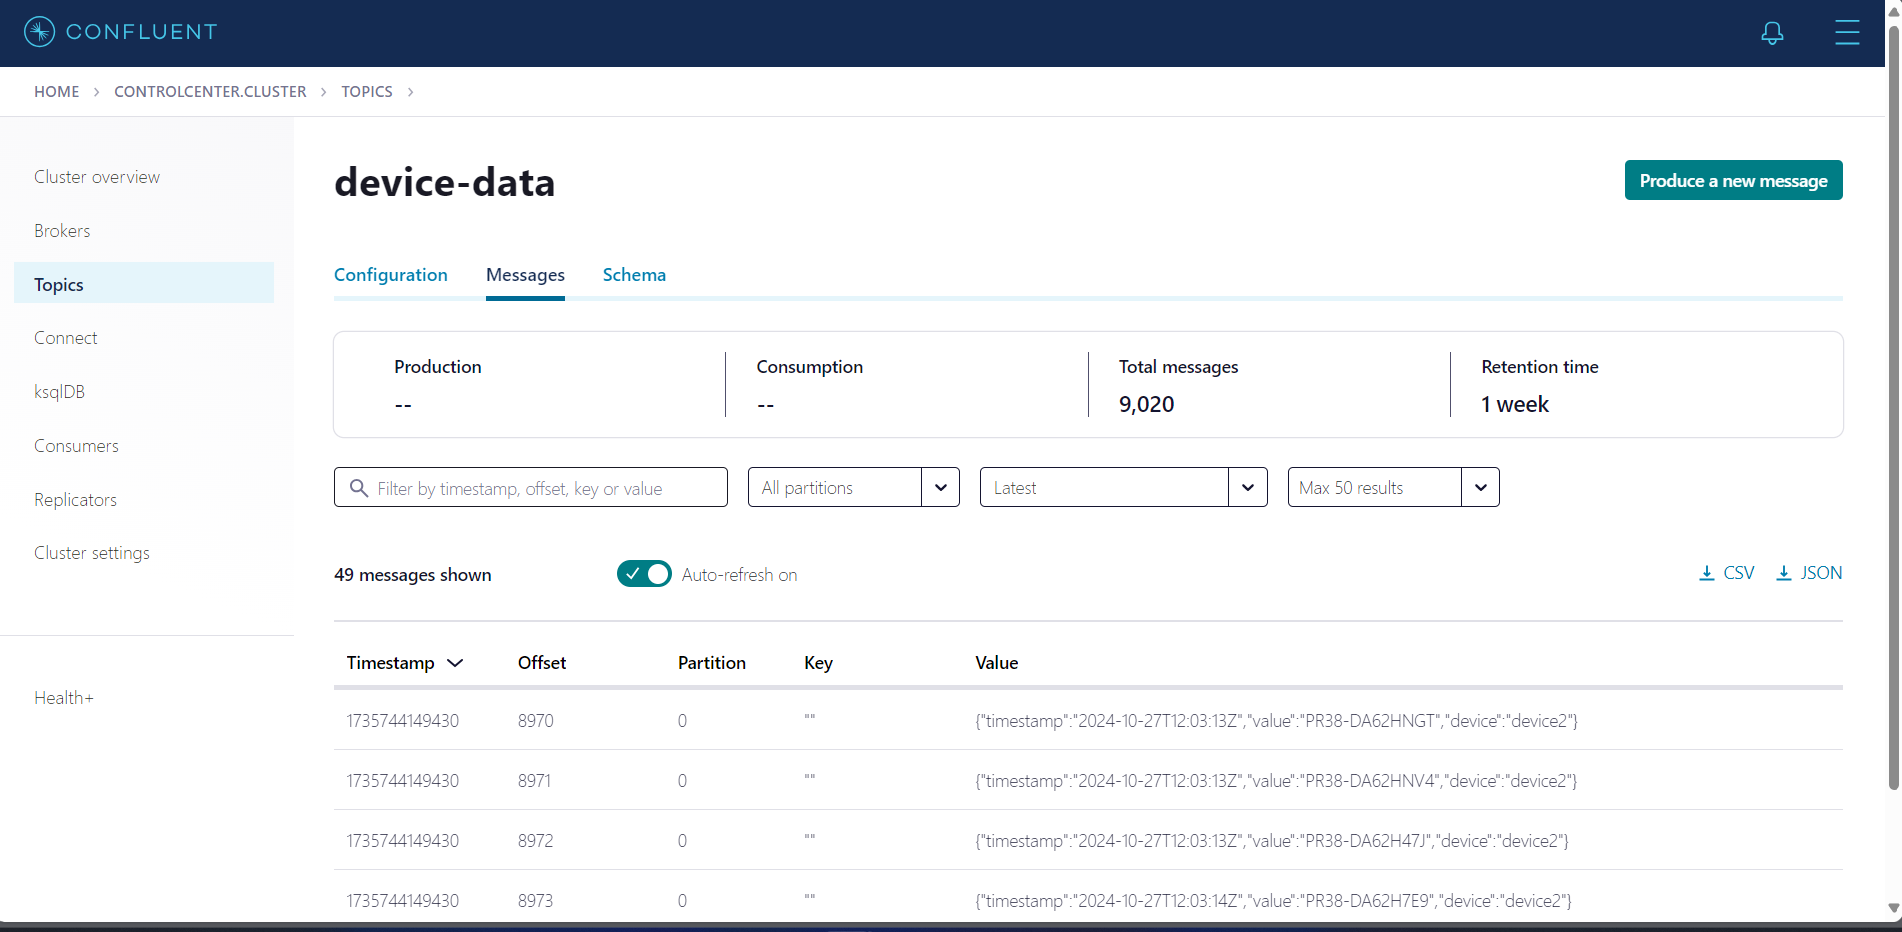 CONFLUENT
HOME > CONTROLCENTER.CLUSTER > TOPICS >
Cluster overview
Brokers
Topics
Connect
ksqlDB
Consumers
Replicators
Cluster settings
Health+
device-data
Produce a new message
Configuration Messages Schema
Production Consumption Total messages Retention time
-- -- 9,020 1 week
Filter by timestamp, offset, key or value All partitions Latest Max 50 results
49 messages shown Auto-refresh on CSV JSON
Timestamp Offset Partition Key Value
1735744149430 8970 0 "" {"timestamp":"2024-10-27T12:03:13Z","value":"PR38-DA62HNGT","device":"device2"}
1735744149430 8971 0 "" {"timestamp":"2024-10-27T12:03:13Z","value":"PR38-DA62HNV4","device":"device2"}
1735744149430 8972 0 "" {"timestamp":"2024-10-27T12:03:13Z","value":"PR38-DA62H47J","device":"device2"}
1735744149430 8973 0 "" {"timestamp":"2024-10-27T12:03:14Z","value":"PR38-DA62H7E9","device":"device2"}